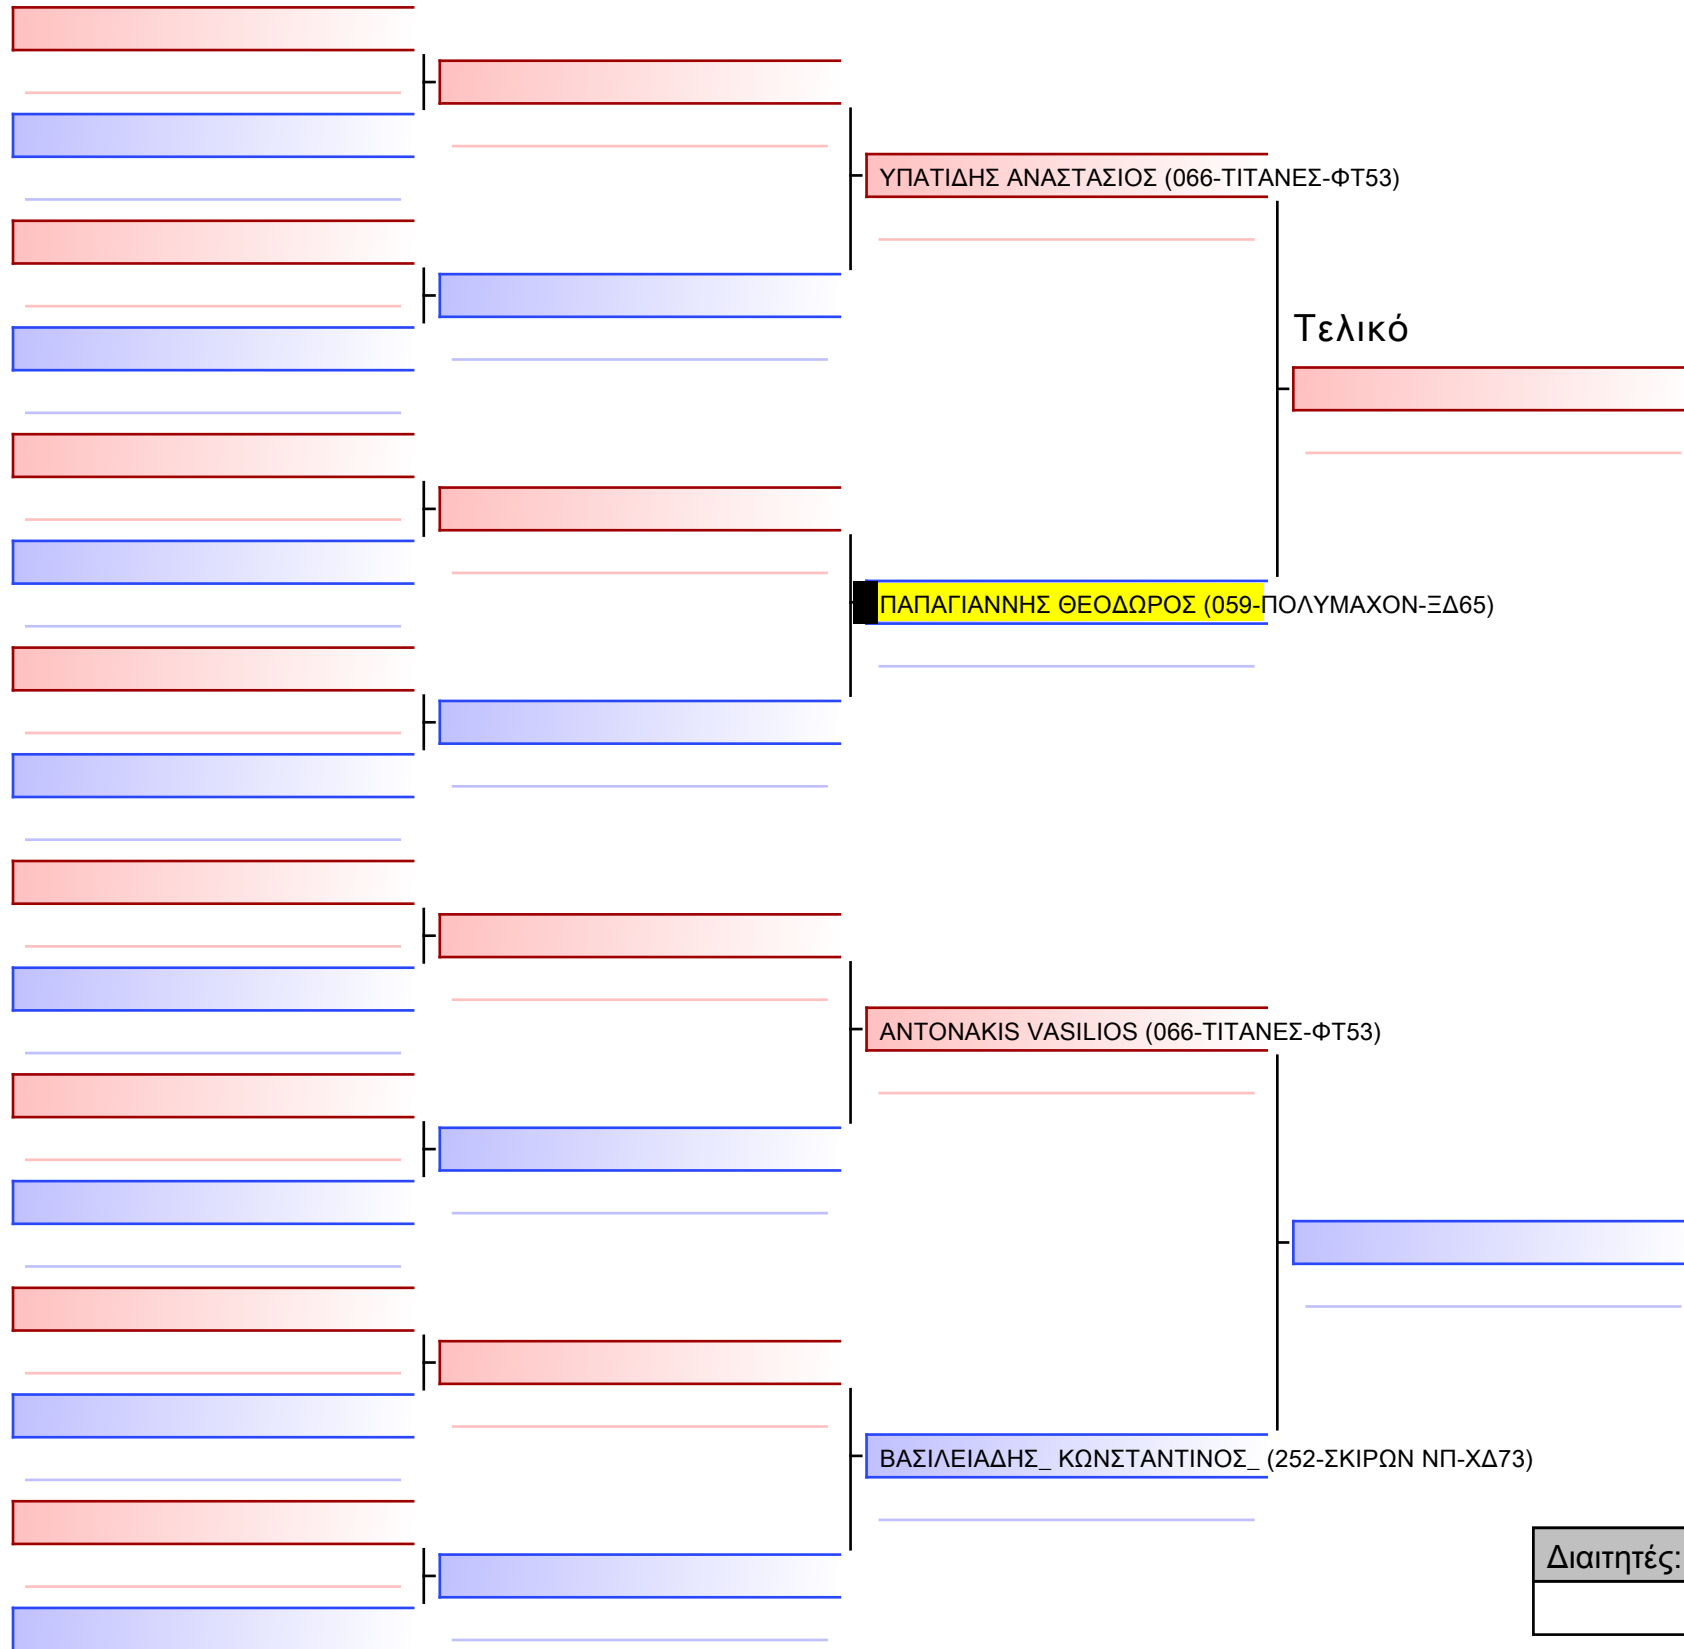 ΥΠΑΤΙΔΗΣ ΑΝΑΣΤΑΣΙΟΣ (066-ΤΙΤΑΝΕΣ-ΦΤ53)
Τελικό
ΠΑΠΑΓΙΑΝΝΗΣ ΘΕΟΔΩΡΟΣ (059-ΠΟΛΥΜΑΧΟΝ-ΞΔ65)
ANTONAKIS VASILIOS (066-ΤΙΤΑΝΕΣ-ΦΤ53)
ΒΑΣΙΛΕΙΑΔΗΣ_ ΚΩΝΣΤΑΝΤΙΝΟΣ_ (252-ΣΚΙΡΩΝ ΝΠ-ΧΔ73)
Διαιτητές: